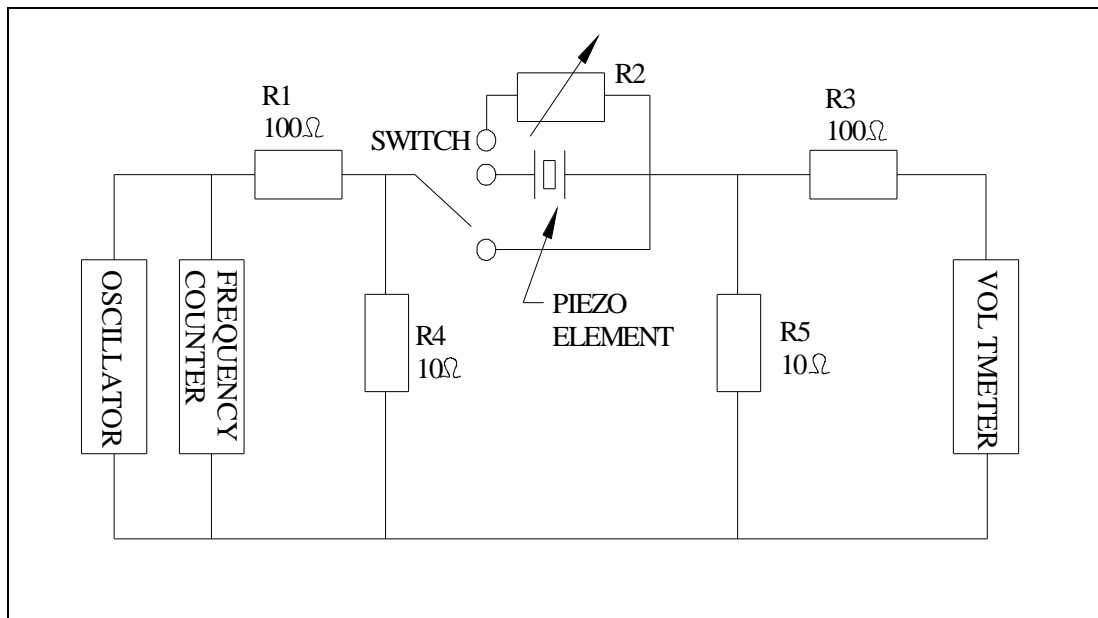 R2
R1
100Ω
R3
100Ω
SWITCH
OSCILLATOR
FREQUENCY
COUNTER
R4
10Ω
PIEZO
ELEMENT
R5
10Ω
VOL TMETER